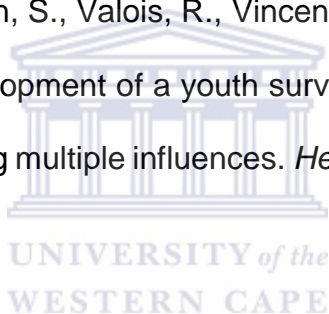 n, S., Valois, R., Vincen
opment of a youth surv
g multiple influences. He
UNIVERSITY of the
WESTERN CAPE